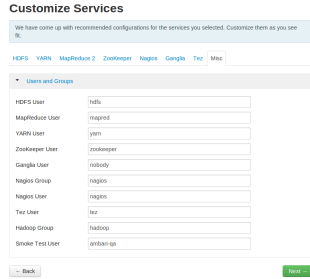 Customize Services
We have come up with recommended configurations for the services you selected. Customize them as you see
fit.
HDFS YARN MapReduce 2 ZooKeeper Nagios Ganglia Tez Misc
Users and Groups
HDFS User hdfs
MapReduce User mapred
YARN User yarn
ZooKeeper User zookeeper
Ganglia User nobody
Nagios Group nagios
Nagios User nagios
Tez User tez
Hadoop Group hadoop
Smoke Test User ambari-qa
← Back Next →